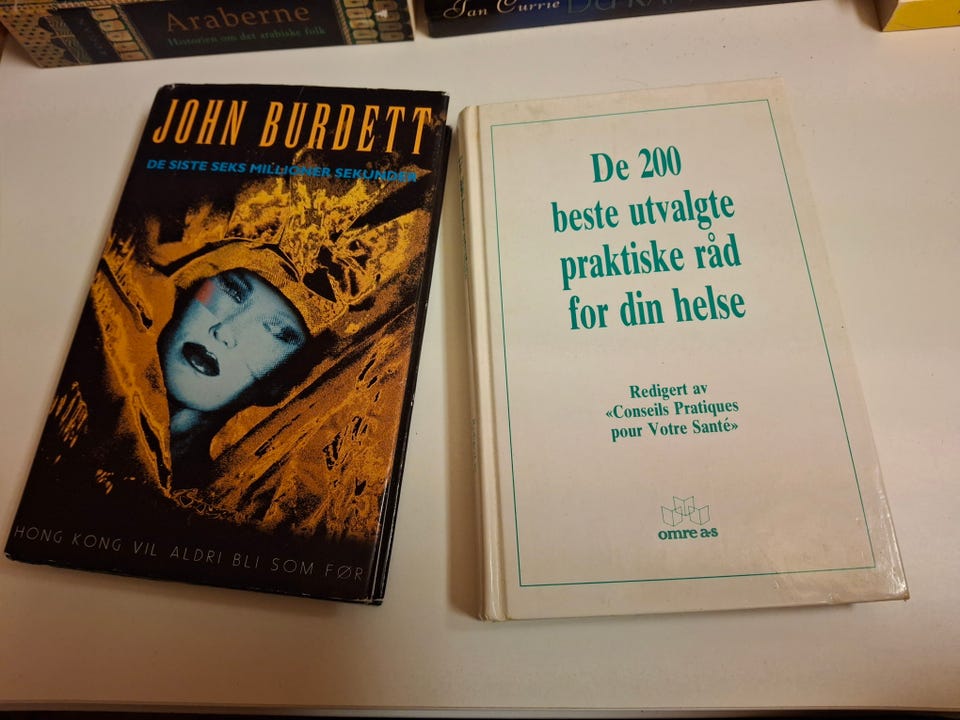 Araberne
Historien om det arabiske folk
Ian Currie
JOHN BURDETT
DE SISTE SEKS MILLIONER SEKUNDER
HONG KONG VIL ALDRI BLI SOM FØR
De 200
beste utvalgte
praktiske råd
for din helse
Redigert av
«Conseils Pratiques
pour Votre Santé»
omre a·s